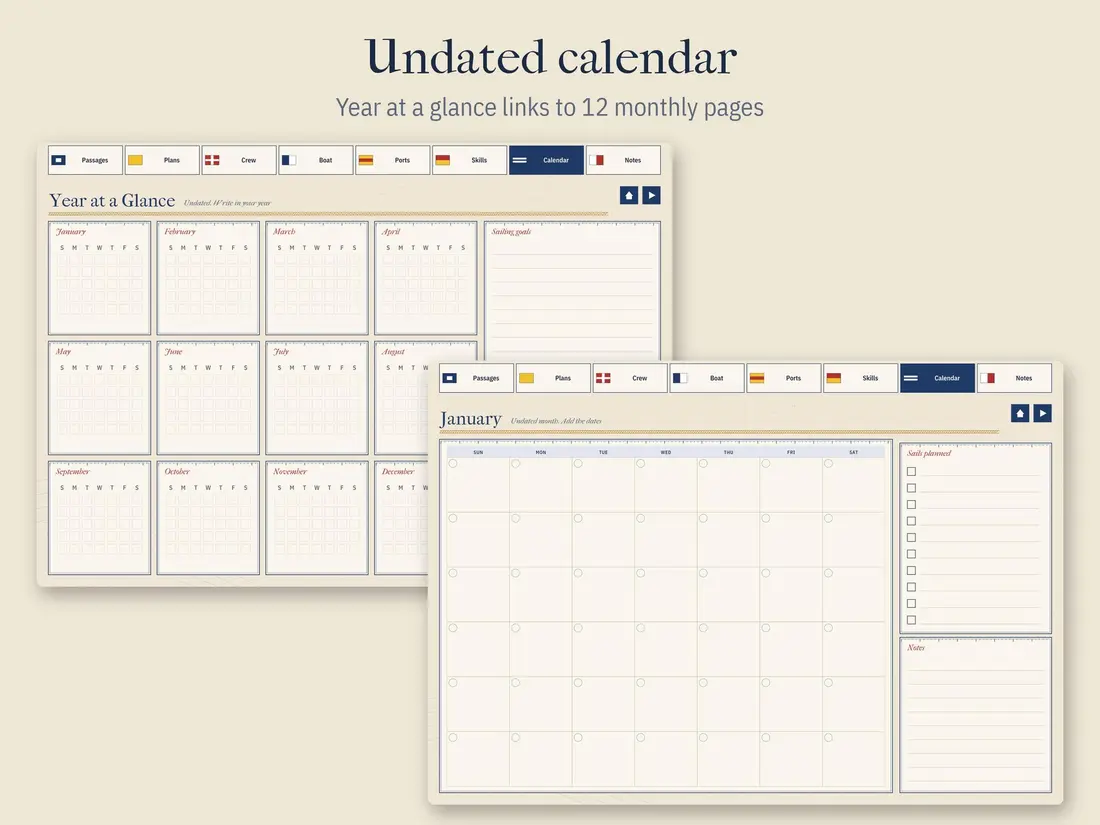 Undated calendar
Year at a glance links to 12 monthly pages
Passages Plans Crew Boat Ports Skills Calendar Notes
Year at a Glance Undated. Write in your year
January February March April Sailing goals
S M T W T F S S M T W T F S S M T W T F S S M T W T F S
May June July August
S M T W T F S S M T W T F S S M T W T F S S M T W
September October November December
S M T W T F S S M T W T F S S M T W T F S S M T W
Passages Plans Crew Boat Ports Skills Calendar Notes
January Undated month. Add the dates
SUN MON TUE WED THU FRI SAT
Sails planned
Notes